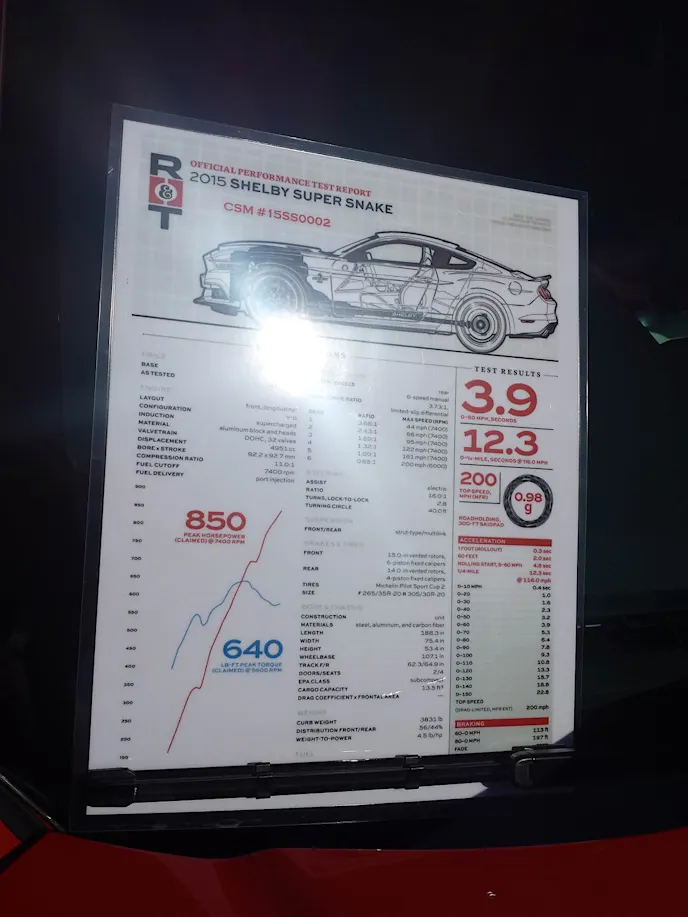 R&T
OFFICIAL PERFORMANCE TEST REPORT
2015 SHELBY SUPER SNAKE
CSM #15SS0002
PRICE
BASE
AS TESTED
ENGINE
LAYOUT front, longitudinal
CONFIGURATION V-8
INDUCTION supercharged
MATERIAL aluminum block and heads
VALVETRAIN DOHC, 32 valves
DISPLACEMENT 4951 cc
BORE x STROKE 92.2 x 92.7 mm
COMPRESSION RATIO 11.0:1
FUEL CUTOFF 7400 rpm
FUEL DELIVERY port injection
900
850
800
750
700
650
600
550
500
450
400
350
300
250
200
150
100
850
PEAK HORSEPOWER
(CLAIMED) @ 7400 RPM
640
LB-FT PEAK TORQUE
(CLAIMED) @ 5600 RPM
rear
6-speed manual
RATIO 3.73:1,
limited-slip differential
GEAR RATIO MAX SPEED (RPM)
1 44 mph (7400)
2 2.43:1 66 mph (7400)
3 1.69:1 95 mph (7400)
4 1.32:1 122 mph (7400)
5 1.00:1 161 mph (7400)
6 200 mph (6000)
STEERING
ASSIST electric
RATIO 16.0:1
TURNS, LOCK-TO-LOCK 2.8
TURNING CIRCLE 40.0 ft
SUSPENSION
FRONT/REAR strut-type/multilink
BRAKES & TIRES
FRONT 15.0-in vented rotors,
6-piston fixed calipers
REAR 14.0-in vented rotors,
4-piston fixed calipers
TIRES Michelin Pilot Sport Cup 2
SIZE F 265/35R-20 R 305/30R-20
BODY & CHASSIS
CONSTRUCTION unit
MATERIALS steel, aluminum, and carbon fiber
LENGTH 188.3 in
WIDTH 75.4 in
HEIGHT 53.4 in
WHEELBASE 107.1 in
TRACK F/R 62.3/64.9 in
DOORS/SEATS 2/4
EPA CLASS subcompact
CARGO CAPACITY 13.5 ft³
DRAG COEFFICIENT x FRONTAL AREA —
WEIGHT
CURB WEIGHT 3831 lb
DISTRIBUTION FRONT/REAR 56/44%
WEIGHT-TO-POWER 4.5 lb/hp
FUEL
TEST RESULTS
3.9
0–60 MPH, SECONDS
12.3
0–¼-MILE, SECONDS @ 116.0 MPH
200
TOP SPEED,
MPH (MFR)
0.98
g
ROADHOLDING,
300-FT SKIDPAD
ACCELERATION
1 FOOT (ROLLOUT) 0.3 sec
60 FEET 2.0 sec
ROLLING START, 5–60 MPH 4.8 sec
1/4-MILE 12.3 sec
@ 116.0 mph
0–10 MPH 0.4 sec
0–20 1.0
0–30 1.6
0–40 2.3
0–50 3.2
0–60 3.9
0–70 5.3
0–80 6.4
0–90 7.8
0–100 9.3
0–110 10.8
0–120 13.3
0–130 15.7
0–140 18.8
0–150 22.8
TOP SPEED
(DRAG-LIMITED, MFR EST) 200 mph
BRAKING
60–0 MPH 113 ft
80–0 MPH 197 ft
FADE